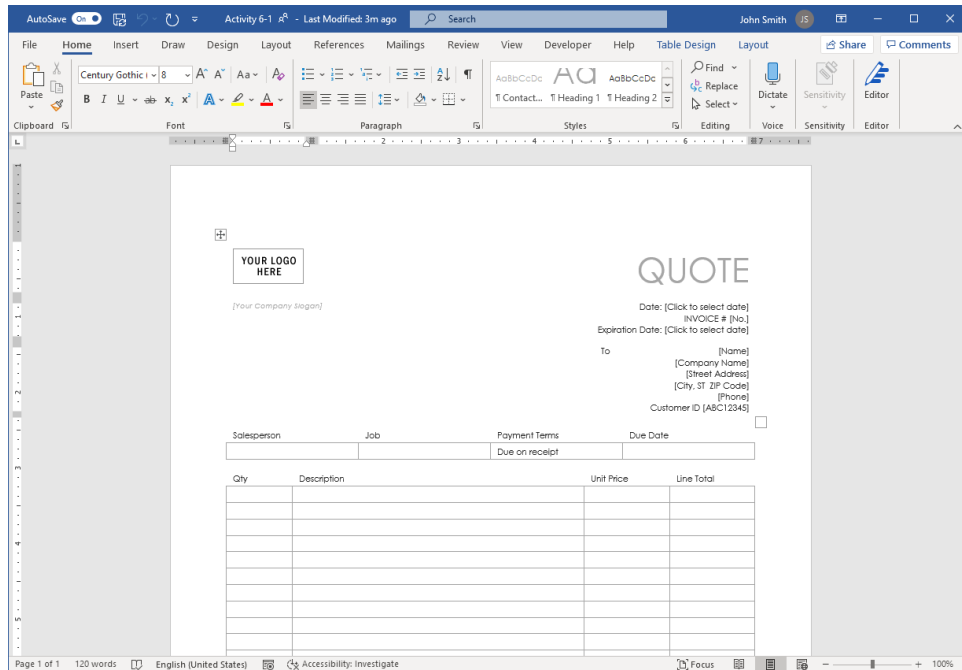 AutoSave On Activity 6-1 - Last Modified: 3m ago Search John Smith JS
File Home Insert Draw Design Layout References Mailings Review View Developer Help Table Design Layout Share Comments
Paste Century Gothic 8 A A Aa A AaBbCcDc AaBbCcDc Find Replace Select Dictate Sensitivity Editor
B I U ab x₂ x² A A ¶ Contact... ¶ Heading 1 ¶ Heading 2
Clipboard Font Paragraph Styles Editing Voice Sensitivity Editor
YOUR LOGO
HERE
QUOTE
[Your Company Slogan]
Date: [Click to select date]
INVOICE # [No.]
Expiration Date: [Click to select date]
To [Name]
[Company Name]
[Street Address]
[City, ST ZIP Code]
[Phone]
Customer ID [ABC12345]
Salesperson Job Payment Terms Due Date
Due on receipt
Qty Description Unit Price Line Total
Page 1 of 1 120 words English (United States) Accessibility: Investigate Focus 100%